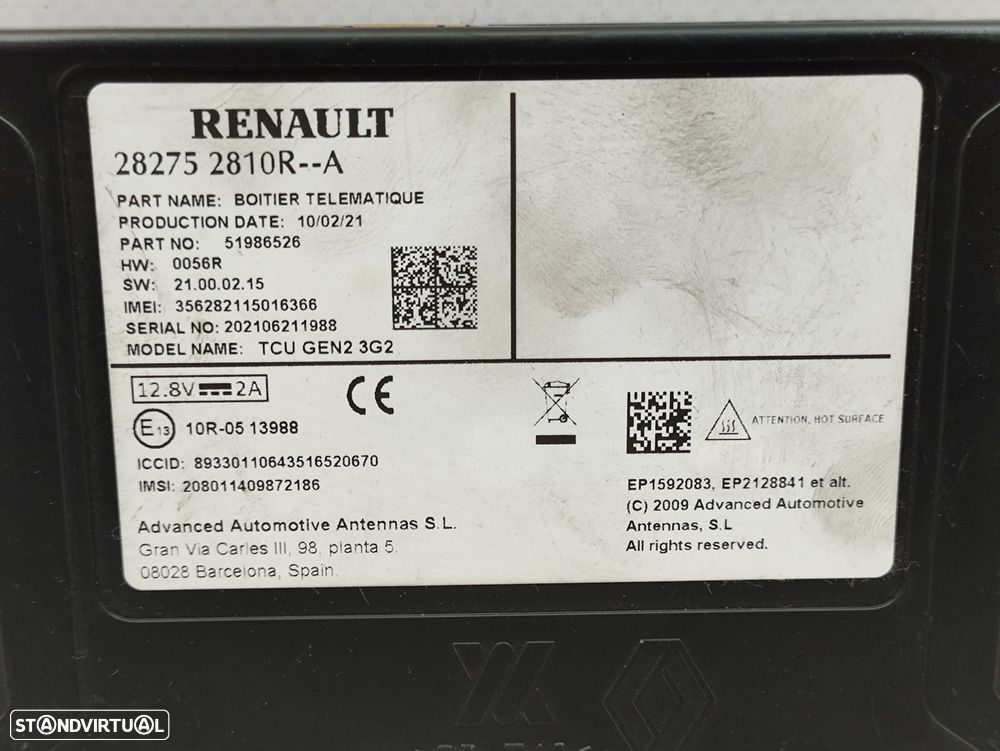 RENAULT
28275 2810R--A
PART NAME: BOITIER TELEMATIQUE
PRODUCTION DATE: 10/02/21
PART NO: 51986526
HW: 0056R
SW: 21.00.02.15
IMEI: 356282115016366
SERIAL NO: 202106211988
MODEL NAME: TCU GEN2 3G2
12.8V 2A
CE
E13 10R-05 13988
ICCID: 89330110643516520670
IMSI: 208011409872186
Advanced Automotive Antennas S.L.
Gran Via Carles III, 98, planta 5.
08028 Barcelona, Spain.
ATTENTION, HOT SURFACE
EP1592083, EP2128841 et alt.
(C) 2009 Advanced Automotive
Antennas, S.L
All rights reserved.
STANDVIRTUAL